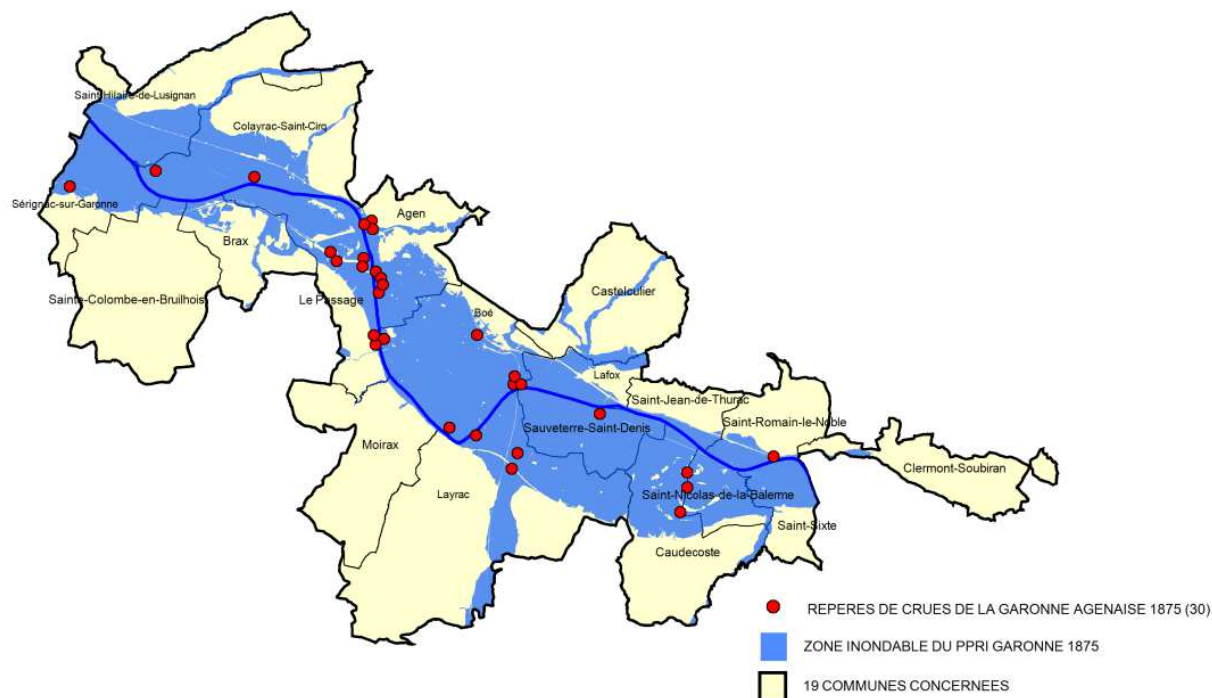 Saint-Hilaire-de-Lusignan
Colayrac-Saint-Cirq
Sérignac-sur-Garonne
Agen
Brax
Sainte-Colombe-en-Bruilhois
Le Passage
Castelculier
Boé
Lafox
Saint-Jean-de-Thurac
Saint-Romain-le-Noble
Sauveterre-Saint-Denis
Moirax
Clermont-Soubiran
Layrac
Saint-Nicolas-de-la-Balerme
Saint-Sixte
Caudecoste
REPERES DE CRUES DE LA GARONNE AGENAISE 1875 (30)
ZONE INONDABLE DU PPRI GARONNE 1875
19 COMMUNES CONCERNEES